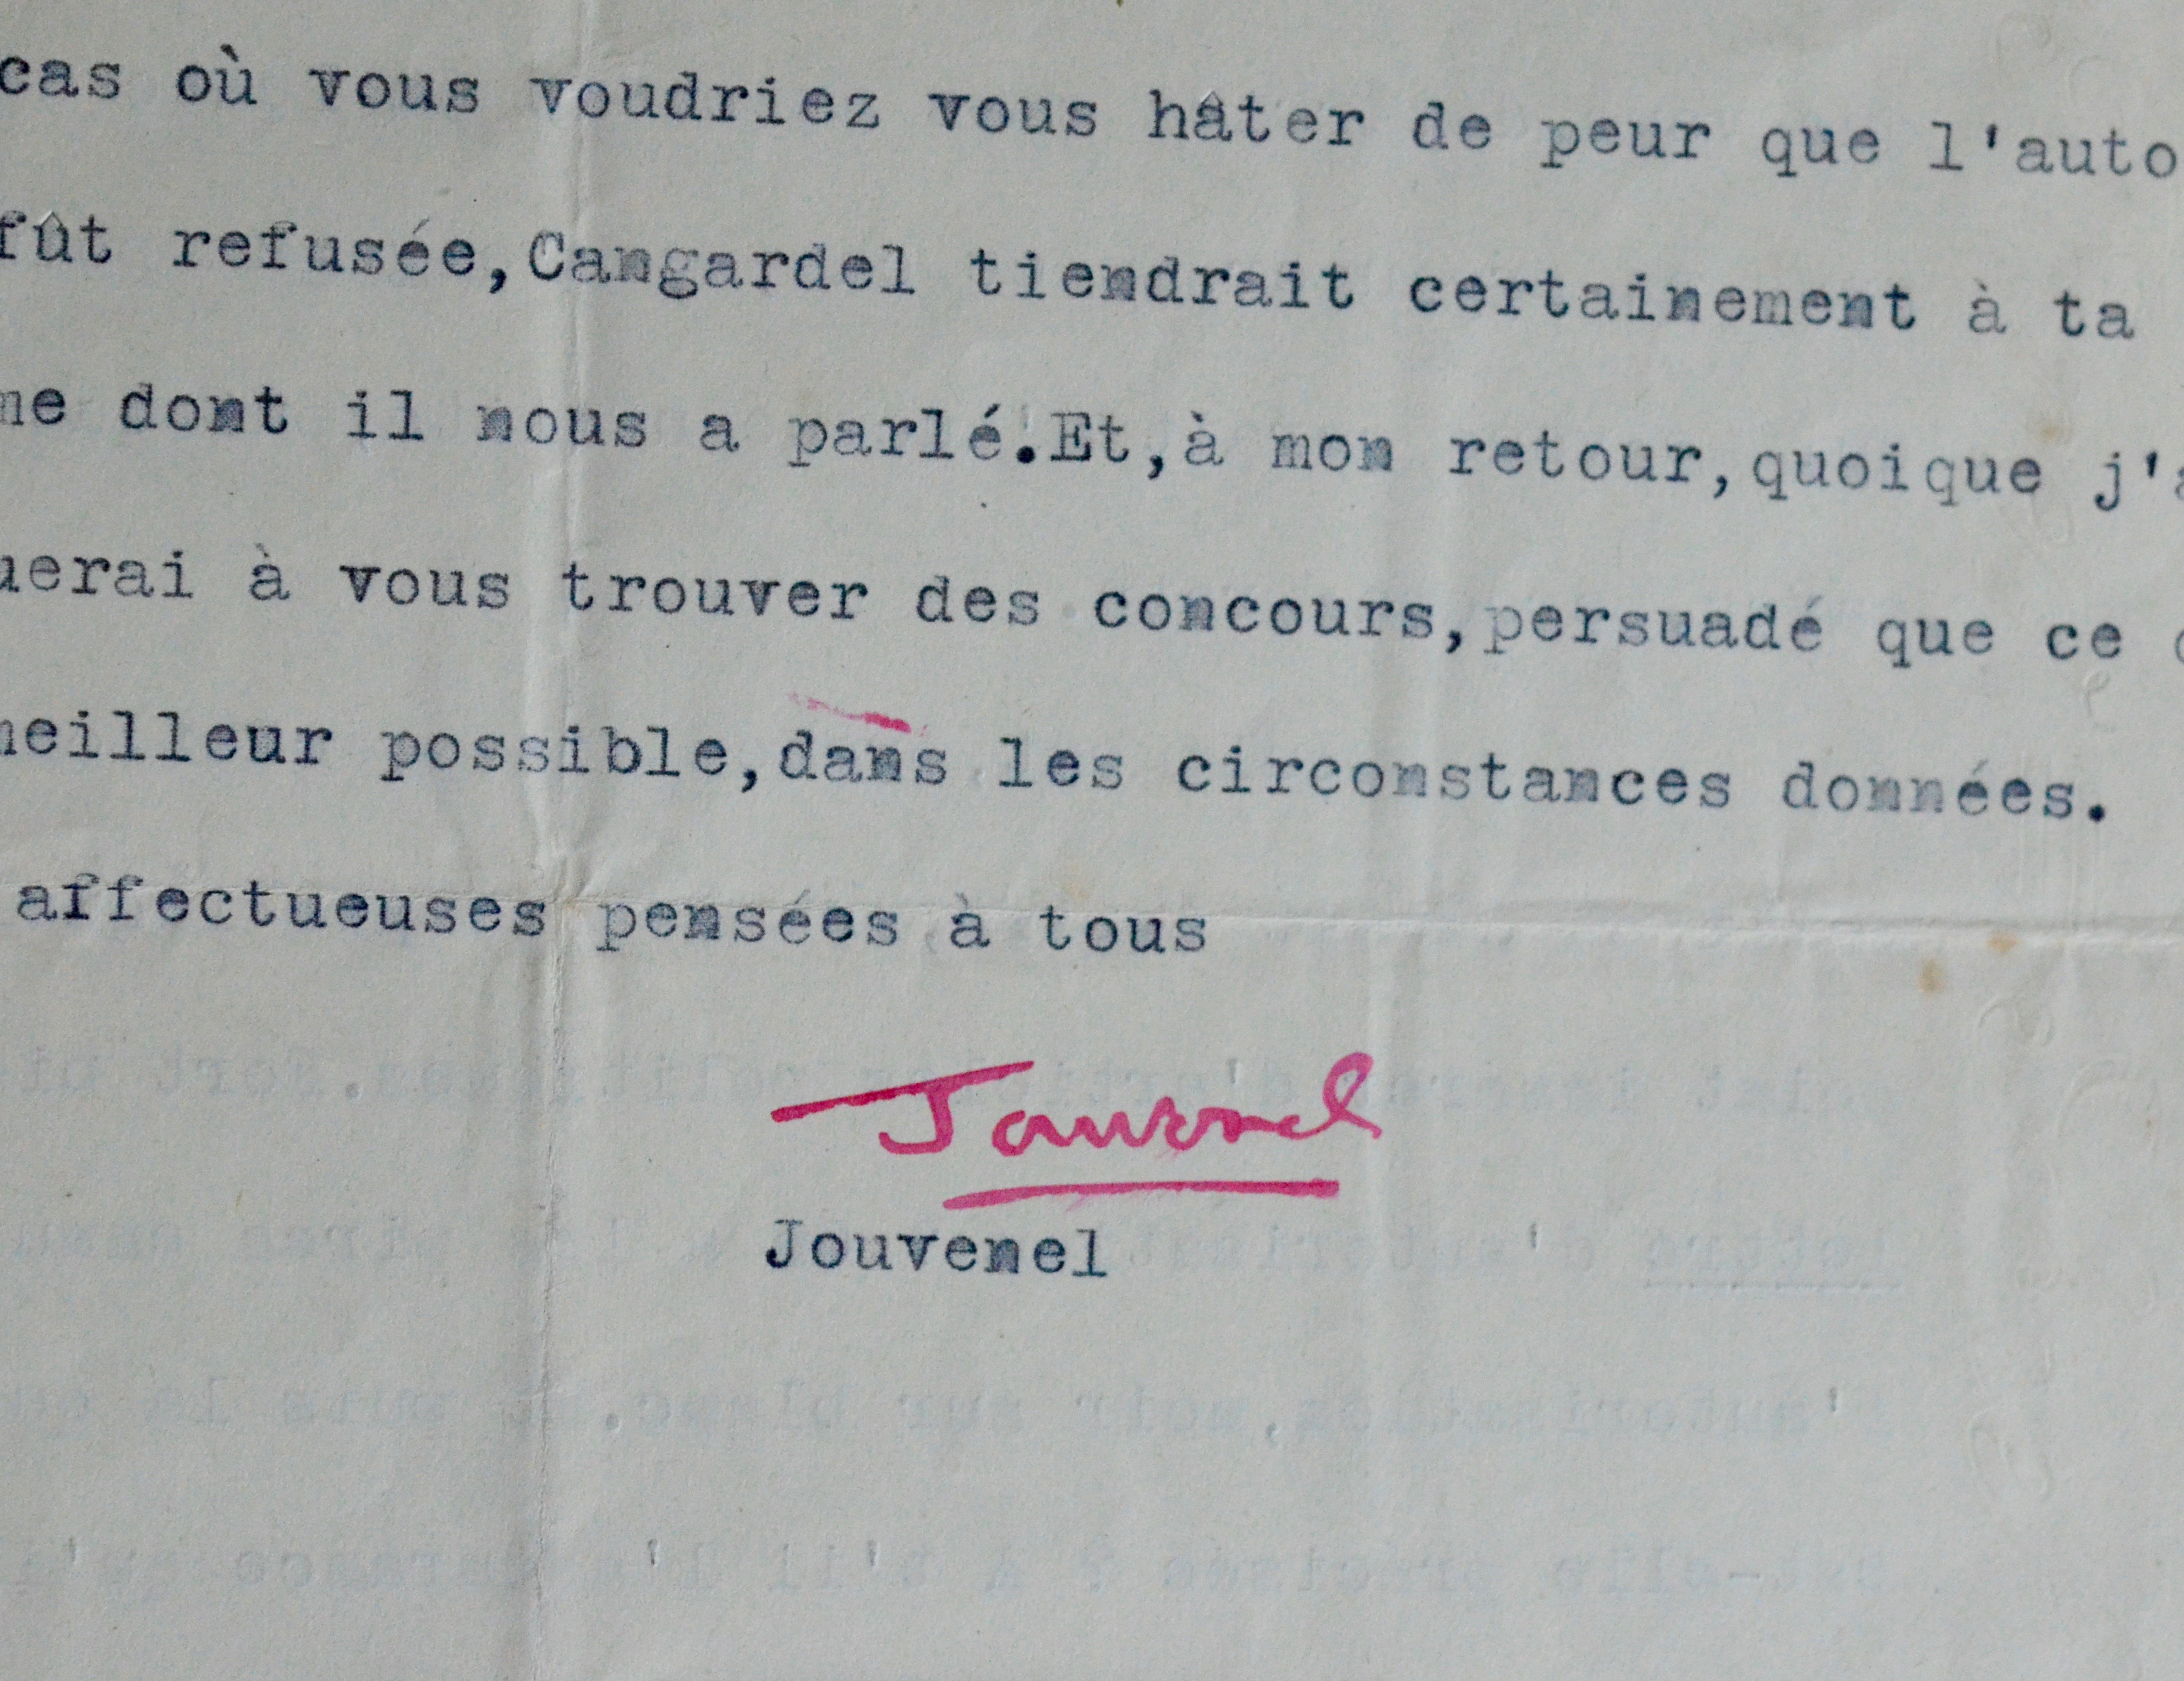 cas où vous voudriez vous hâter de peur que l'auto
fût refusée,Cangardel tiendrait certainement à ta
me dont il nous a parlé.Et,à mon retour,quoique j'a
uerai à vous trouver des concours,persuadé que ce
meilleur possible,dans les circonstances données.
affectueuses pensées à tous
Jouvenel
Jouvenel